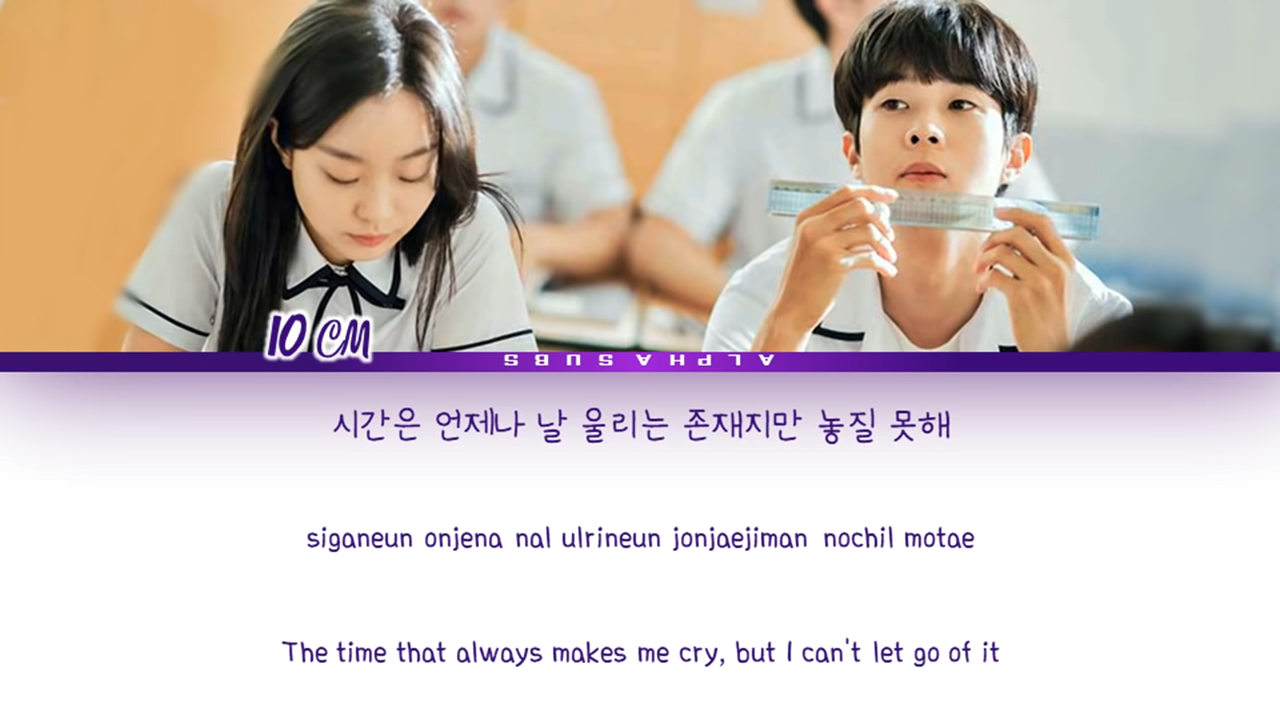 10 CM
ALPHASUBS
시간은 언제나 날 울리는 존재지만 놓질 못해
siganeun onjena nal ulrineun jonjaejiman nochil motae
The time that always makes me cry, but I can't let go of it